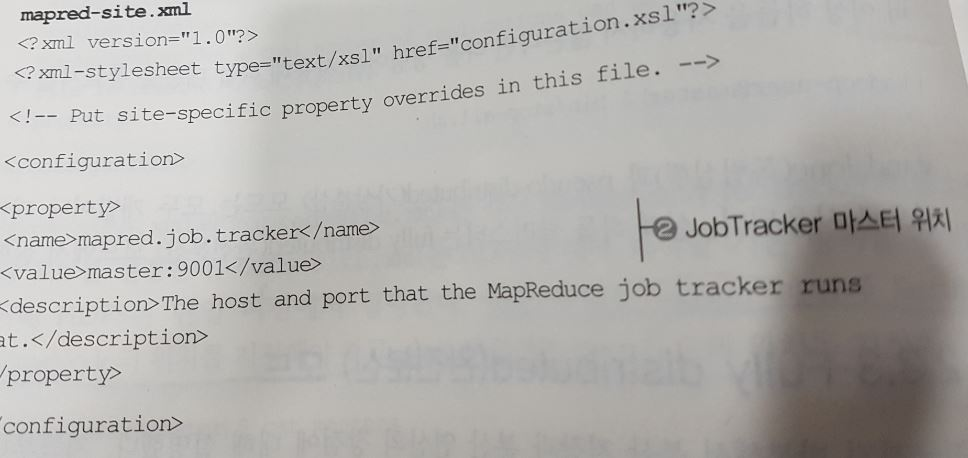 mapred-site.xml
<?xml version="1.0"?>
<?xml-stylesheet type="text/xsl" href="configuration.xsl"?>
<!-- Put site-specific property overrides in this file. -->
<configuration>
<property>
<name>mapred.job.tracker</name>
② JobTracker 마스터 위치
<value>master:9001</value>
<description>The host and port that the MapReduce job tracker runs
at.</description>
/property>
/configuration>